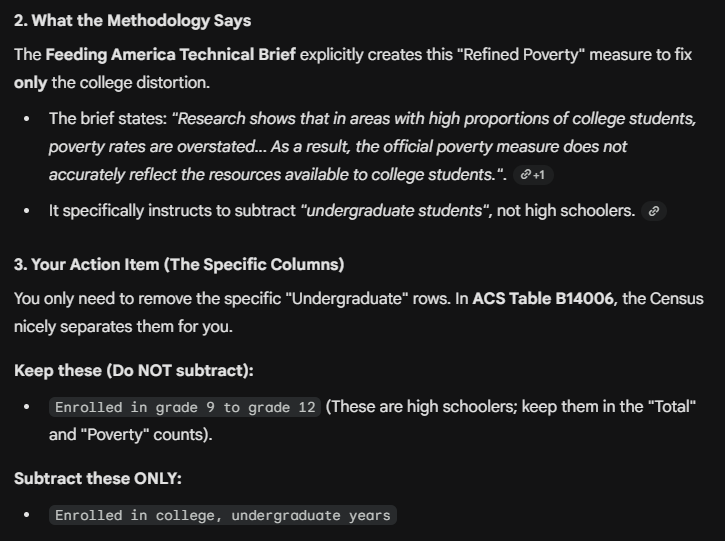 2. What the Methodology Says
The Feeding America Technical Brief explicitly creates this "Refined Poverty" measure to fix
only the college distortion.
• The brief states: "Research shows that in areas with high proportions of college students,
poverty rates are overstated... As a result, the official poverty measure does not
accurately reflect the resources available to college students.". +1
• It specifically instructs to subtract "undergraduate students", not high schoolers.
3. Your Action Item (The Specific Columns)
You only need to remove the specific "Undergraduate" rows. In ACS Table B14006, the Census
nicely separates them for you.
Keep these (Do NOT subtract):
• Enrolled in grade 9 to grade 12 (These are high schoolers; keep them in the "Total"
and "Poverty" counts).
Subtract these ONLY:
• Enrolled in college, undergraduate years